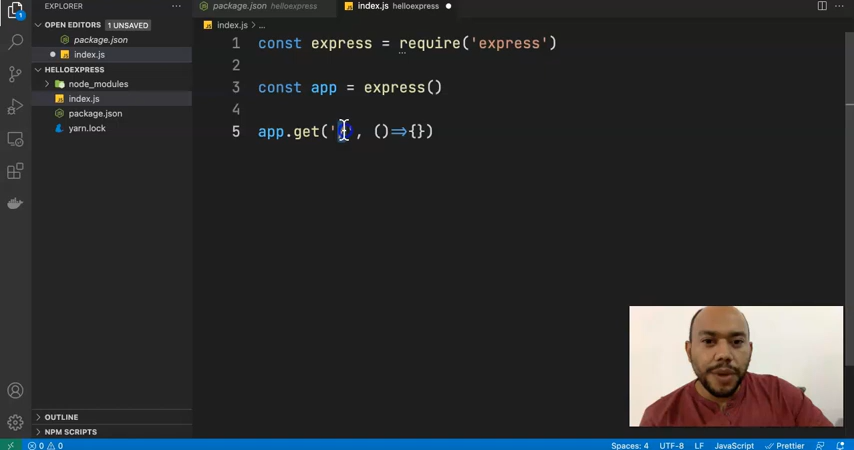 EXPLORER
package.json helloexpress
index.js helloexpress
OPEN EDITORS 1 UNSAVED
package.json
index.js
HELLOEXPRESS
node_modules
index.js
package.json
yarn.lock
OUTLINE
NPM SCRIPTS
index.js > ...
1 const express = require('express')
2
3 const app = express()
4
5 app.get('/', ()=>{})
0 0
Spaces: 4 UTF-8 LF JavaScript Prettier